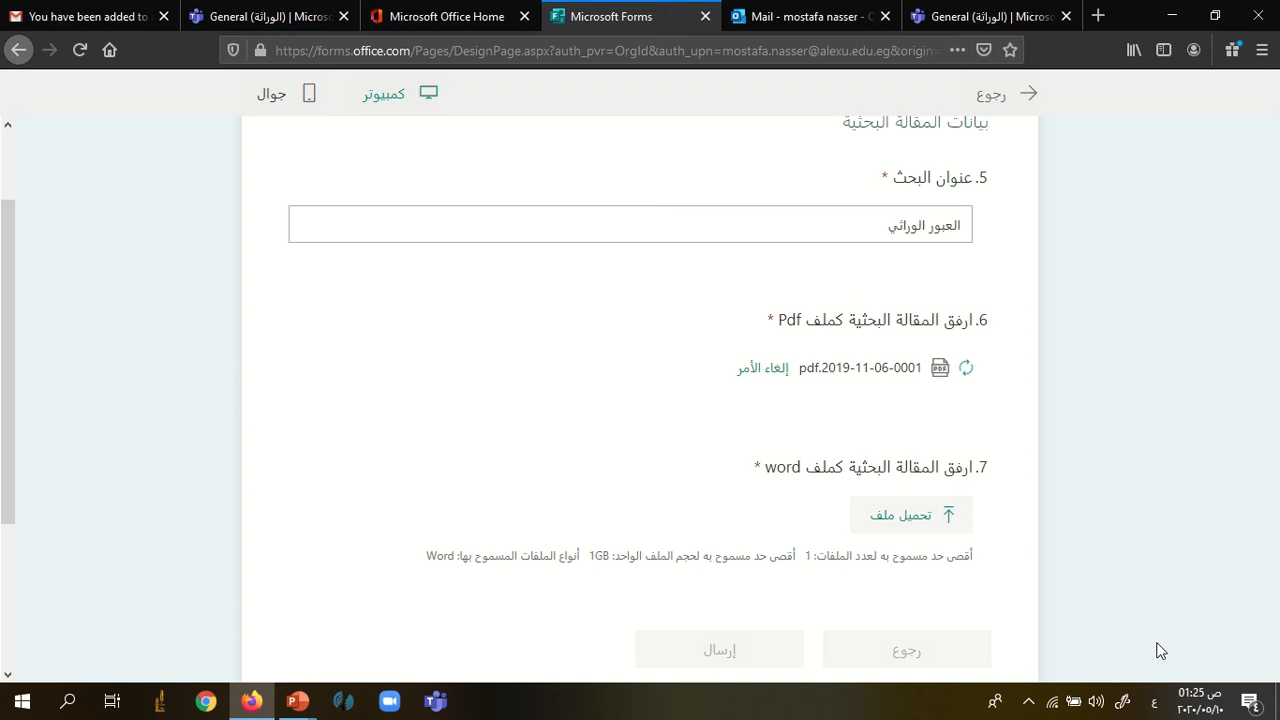 You have been added to
General (الوراثة) | Microso
Microsoft Office Home
Microsoft Forms
Mail - mostafa nasser - O
General (الوراثة) | Microso
https://forms.office.com/Pages/DesignPage.aspx?auth_pvr=OrgId&auth_upn=mostafa.nasser@alexu.edu.eg&origin=
رجوع
كمبيوتر
جوال
بيانات المقالة البحثية
5. عنوان البحث *
العبور الوراثي
6. ارفق المقالة البحثية كملف Pdf *
pdf.2019-11-06-0001 إلغاء الأمر
7. ارفق المقالة البحثية كملف word *
تحميل ملف
أقصى حد مسموح به لعدد الملفات: 1 أقصى حد مسموح به لحجم الملف الواحد: 1GB أنواع الملفات المسموح بها: Word
رجوع
إرسال
ع
01:25 ص
٢٠٢٠/٠٥/١٠
٤